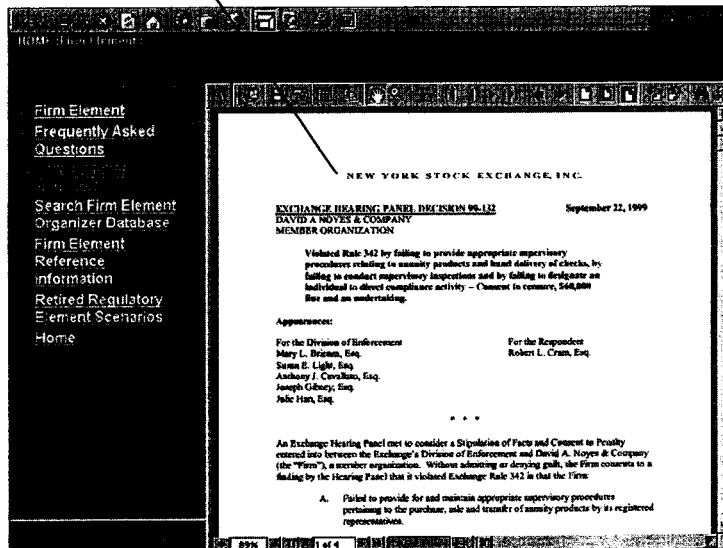 HOME (Firm Element)
Firm Element
Frequently Asked
Questions
Search Firm Element
Organizer Database
Firm Element
Reference
information
Retired Regulatory
Element Scenarios
Home
NEW YORK STOCK EXCHANGE, INC.
EXCHANGE HEARING PANEL DECISION 99-132 September 22, 1999
DAVID A NOYES & COMPANY
MEMBER ORGANIZATION
Violated Rule 342 by failing to provide appropriate supervisory
procedures relating to annuity products and hand delivery of checks, by
failing to conduct supervisory inspections and by failing to designate an
individual to direct compliance activity – Consent to censure, $60,000
fine and an undertaking.
Appearances:
For the Division of Enforcement For the Respondent
Mary L. Brienza, Esq. Robert L. Cram, Esq.
Susan E. Light, Esq.
Anthony J. Cavallaro, Esq.
Joseph Gibney, Esq.
Julie Han, Esq.
* * *
An Exchange Hearing Panel met to consider a Stipulation of Facts and Consent to Penalty
entered into between the Exchange's Division of Enforcement and David A. Noyes & Company
(the "Firm"), a member organization. Without admitting or denying guilt, the Firm consents to a
finding by the Hearing Panel that it violated Exchange Rule 342 in that the Firm:
A. Failed to provide for and maintain appropriate supervisory procedures
pertaining to the purchase, sale and transfer of annuity products by its registered
representatives.
89% 1 of 4